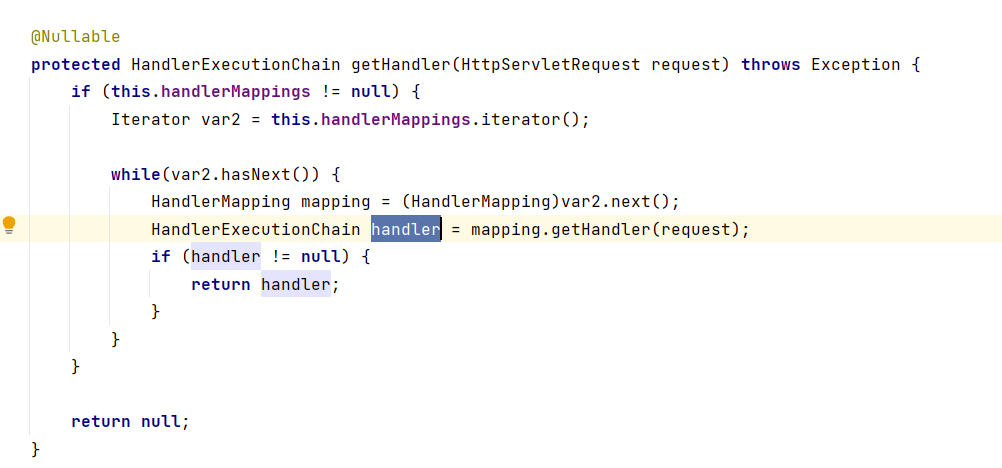 @Nullable
protected HandlerExecutionChain getHandler(HttpServletRequest request) throws Exception {
    if (this.handlerMappings != null) {
        Iterator var2 = this.handlerMappings.iterator();

        while(var2.hasNext()) {
            HandlerMapping mapping = (HandlerMapping)var2.next();
            HandlerExecutionChain handler = mapping.getHandler(request);
            if (handler != null) {
                return handler;
            }
        }
    }

    return null;
}